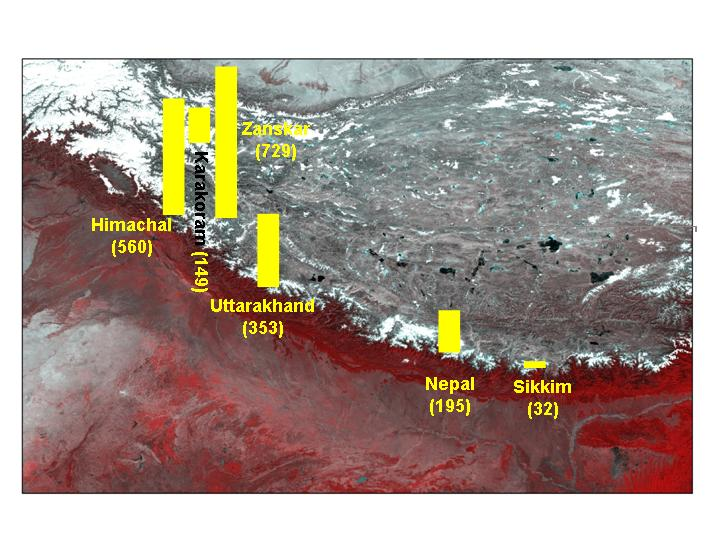 Zanskar
(729)
Karakoram (149)
Himachal
(560)
Uttarakhand
(353)
Nepal
(195)
Sikkim
(32)